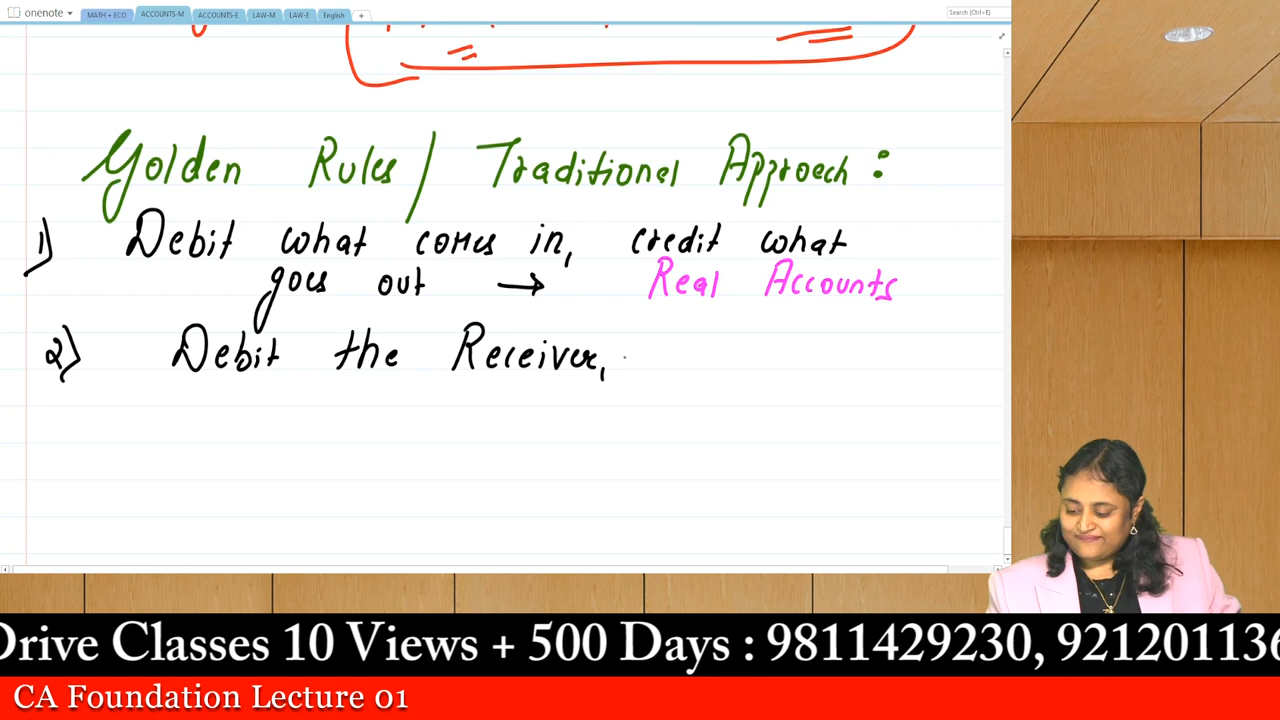 onenote
MATH + ECO
ACCOUNTS-M
ACCOUNTS-E
LAW-M
LAW-E
English
+
Search (Ctrl+E)
Golden Rules / Traditional Approach :
1) Debit what comes in, credit what
goes out → Real Accounts
2) Debit the Receiver,
Drive Classes 10 Views + 500 Days : 9811429230, 921201136
CA Foundation Lecture 01